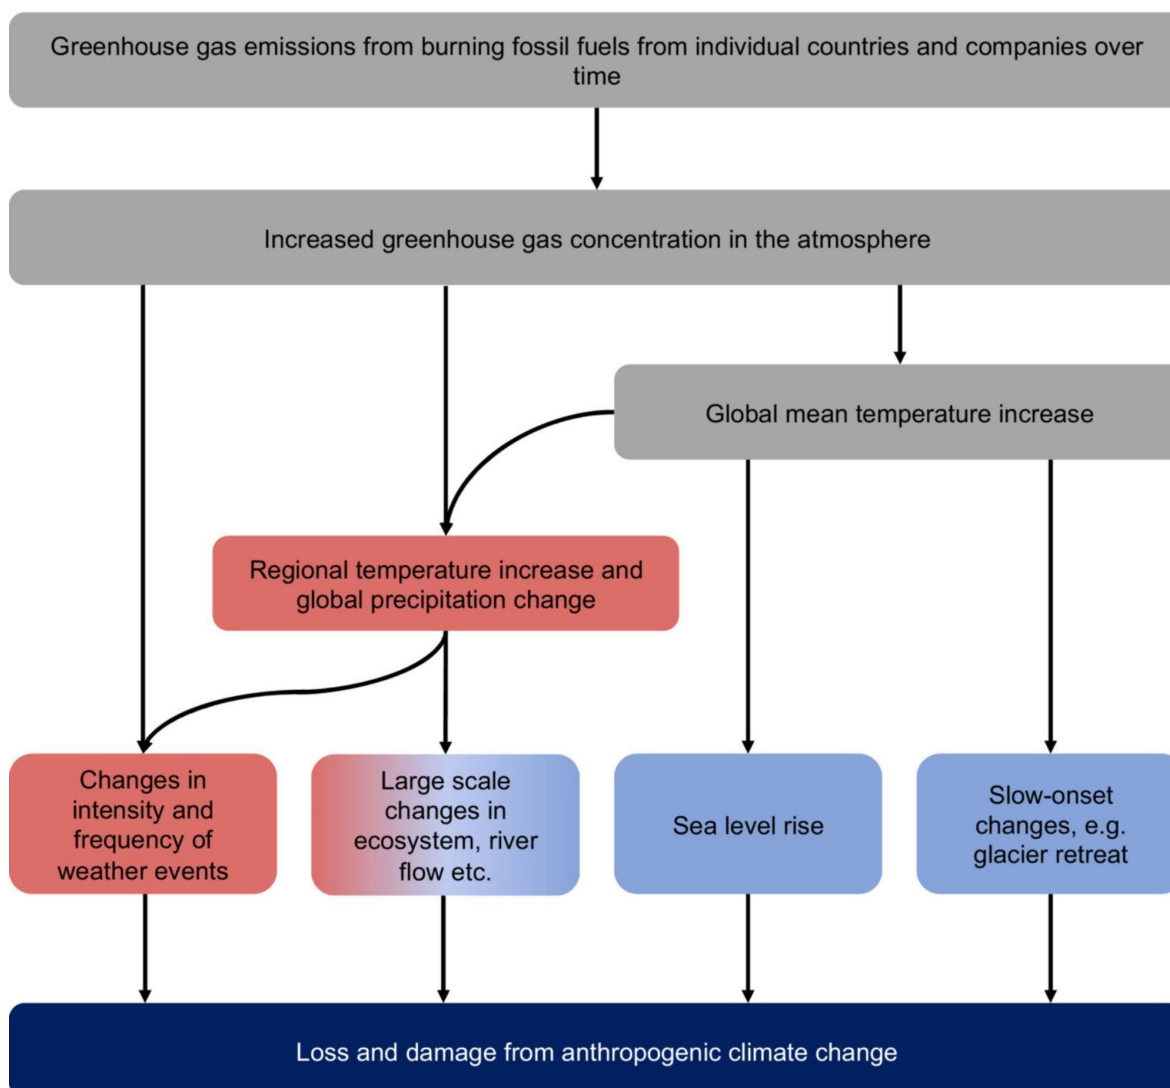 Greenhouse gas emissions from burning fossil fuels from individual countries and companies over
time
Increased greenhouse gas concentration in the atmosphere
Global mean temperature increase
Regional temperature increase and
global precipitation change
Changes in
intensity and
frequency of
weather events
Large scale
changes in
ecosystem, river
flow etc.
Sea level rise
Slow-onset
changes, e.g.
glacier retreat
Loss and damage from anthropogenic climate change